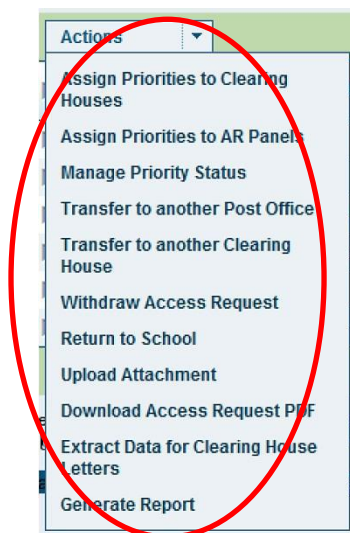 Actions
Assign Priorities to Clearing
Houses
Assign Priorities to AR Panels
Manage Priority Status
Transfer to another Post Office
Transfer to another Clearing
House
Withdraw Access Request
Return to School
Upload Attachment
Download Access Request PDF
Extract Data for Clearing House
Letters
Generate Report